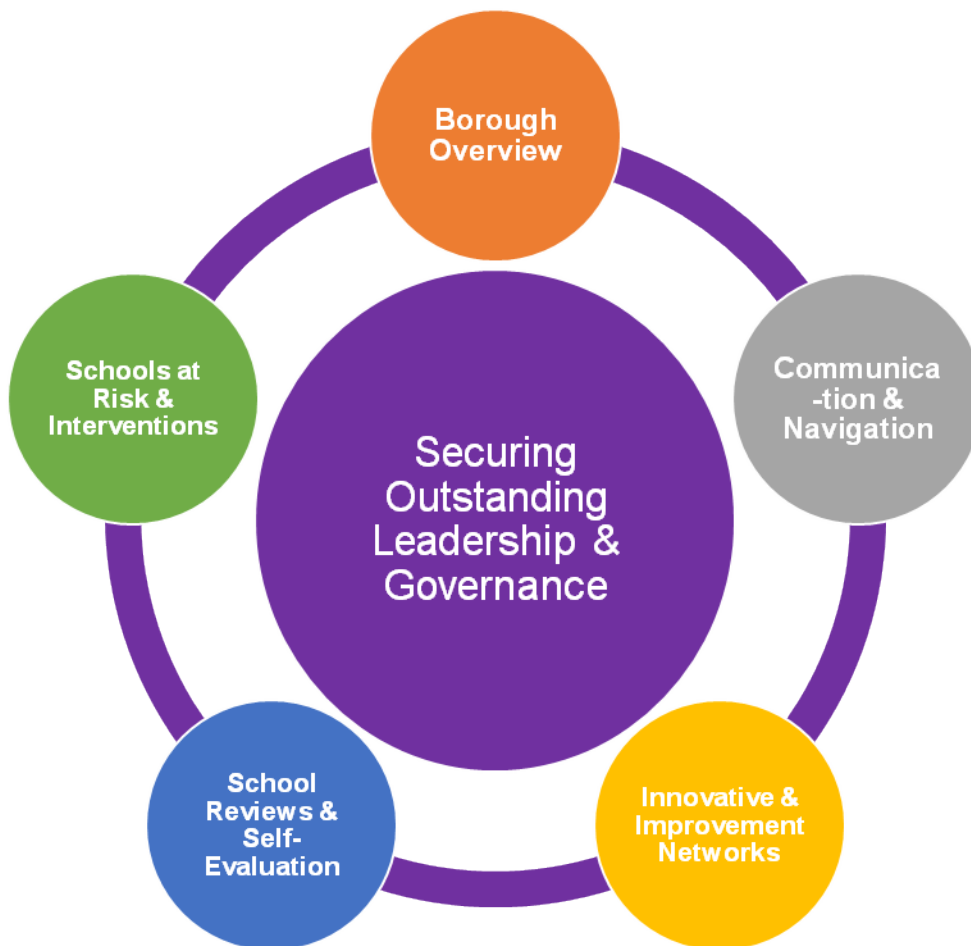 Borough
Overview
Communica
-tion &
Navigation
Innovative &
Improvement
Networks
School
Reviews &
Self-
Evaluation
Schools at
Risk &
Interventions
Securing
Outstanding
Leadership &
Governance